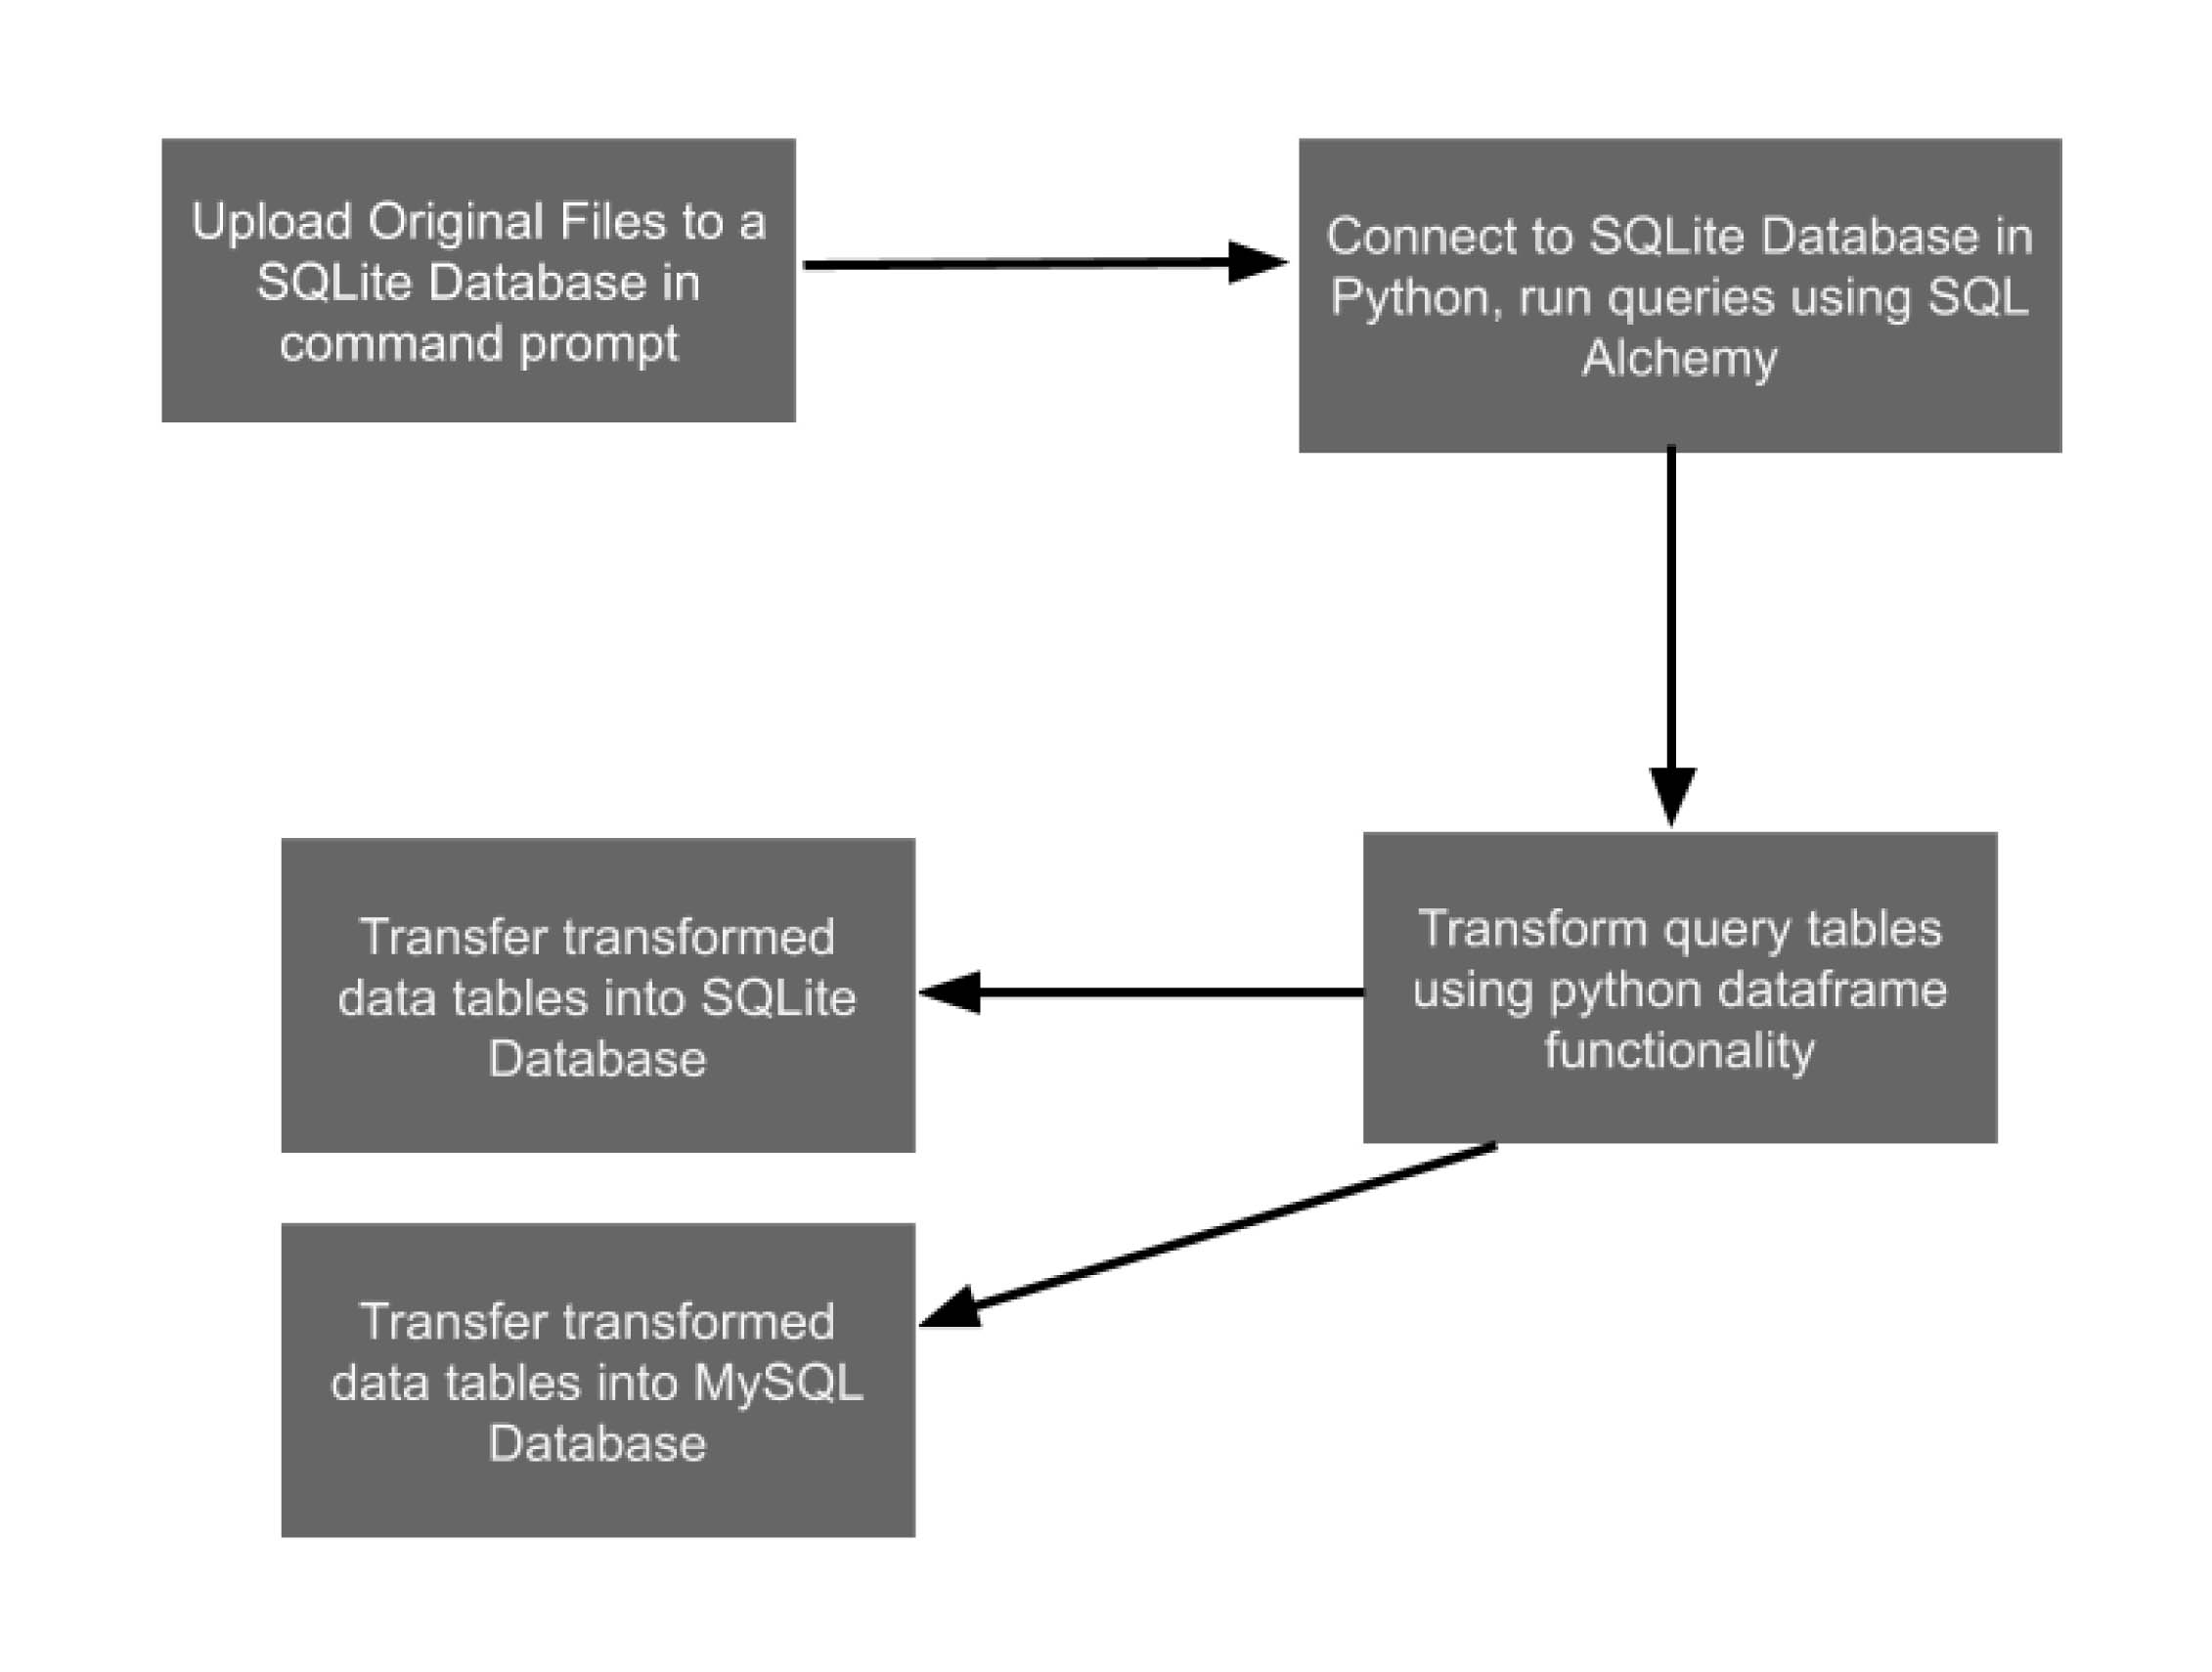 Upload Original Files to a
SQLite Database in
command prompt
Connect to SQLite Database in
Python, run queries using SQL
Alchemy
Transform query tables
using python dataframe
functionality
Transfer transformed
data tables into SQLite
Database
Transfer transformed
data tables into MySQL
Database